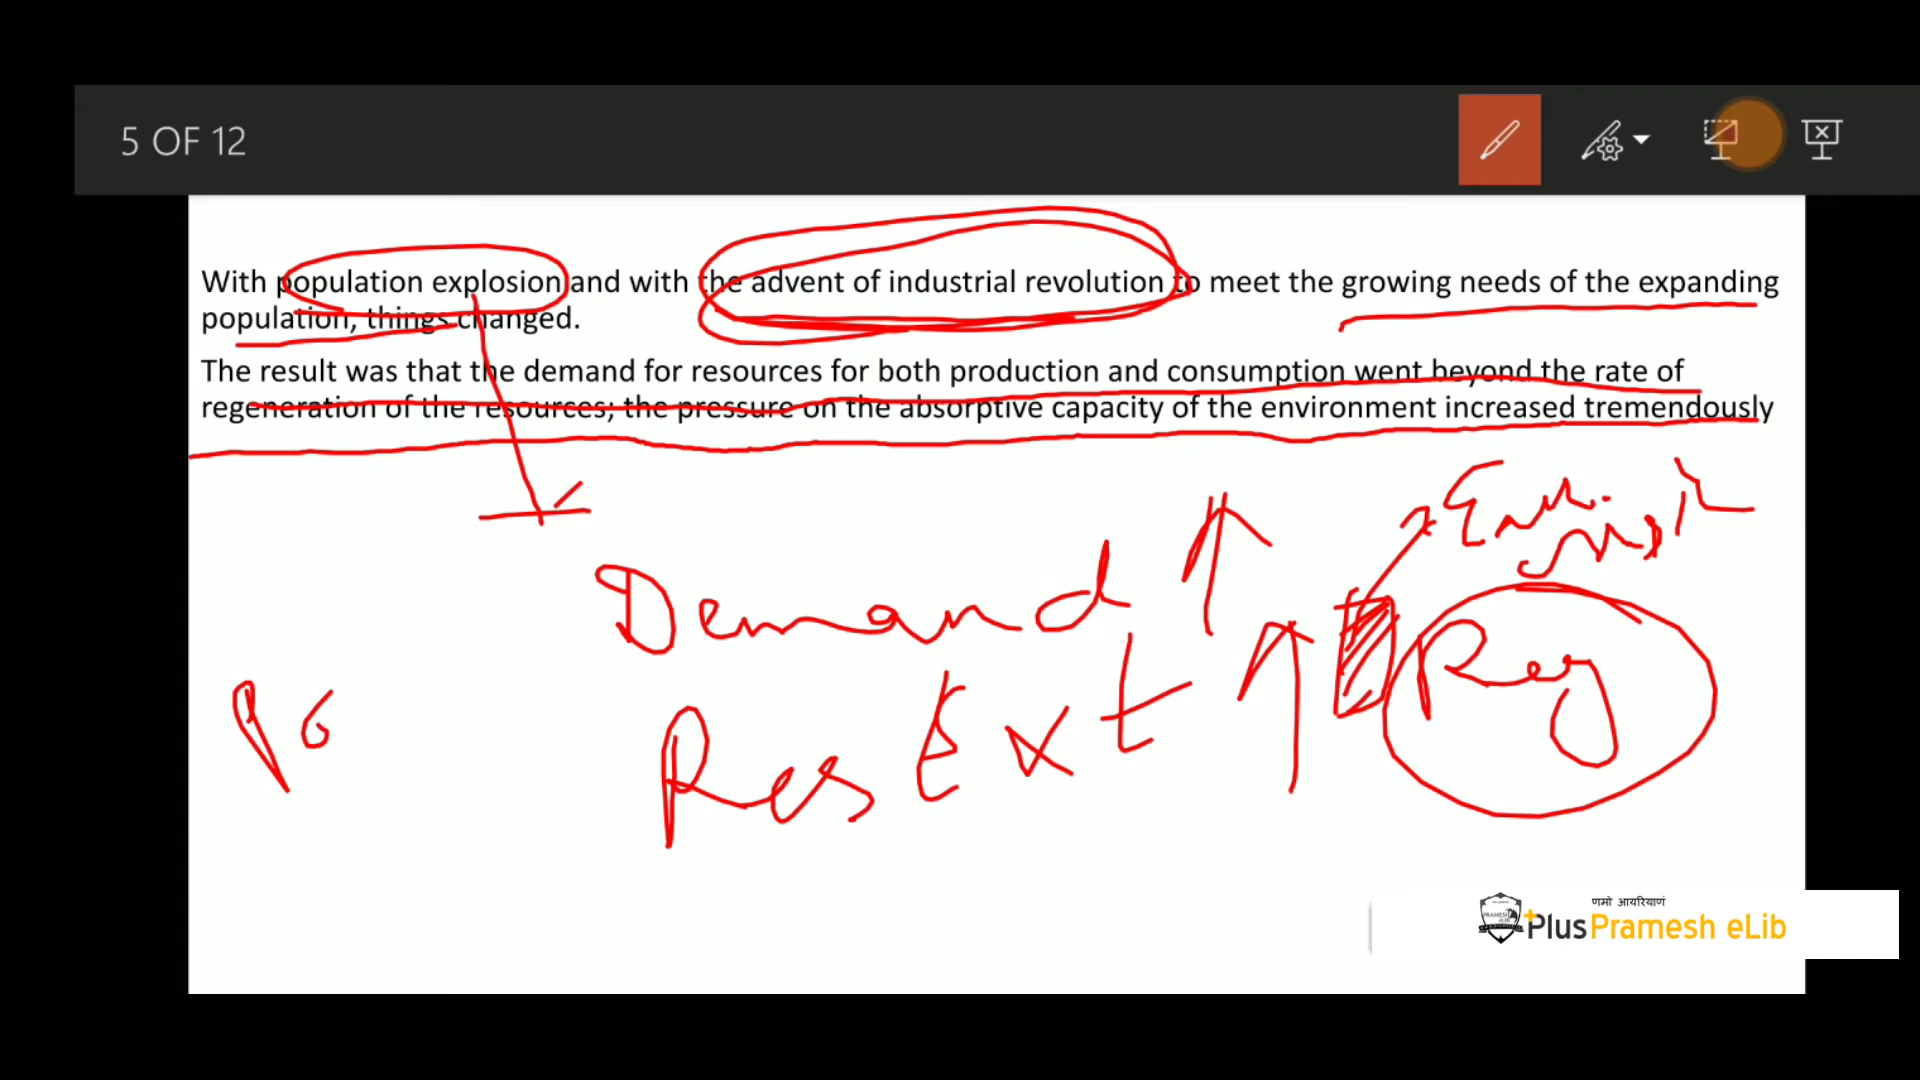 5 OF 12
With population explosion and with the advent of industrial revolution to meet the growing needs of the expanding
population, things changed.
The result was that the demand for resources for both production and consumption went beyond the rate of
regeneration of the resources; the pressure on the absorptive capacity of the environment increased tremendously
Demand
Reg
Res Ext
Po
णमो आयरियाणं
PlusPramesh eLib